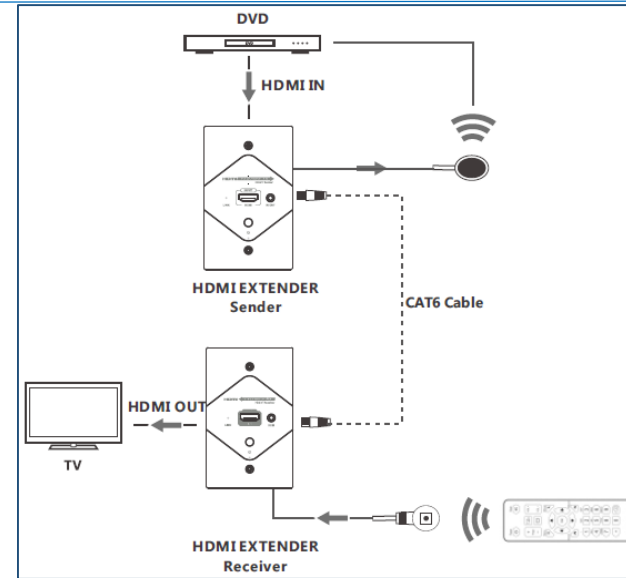 DVD
HDMI IN
HDMI EXTENDER
Sender
CAT6 Cable
HDMI OUT
TV
HDMI EXTENDER
Receiver